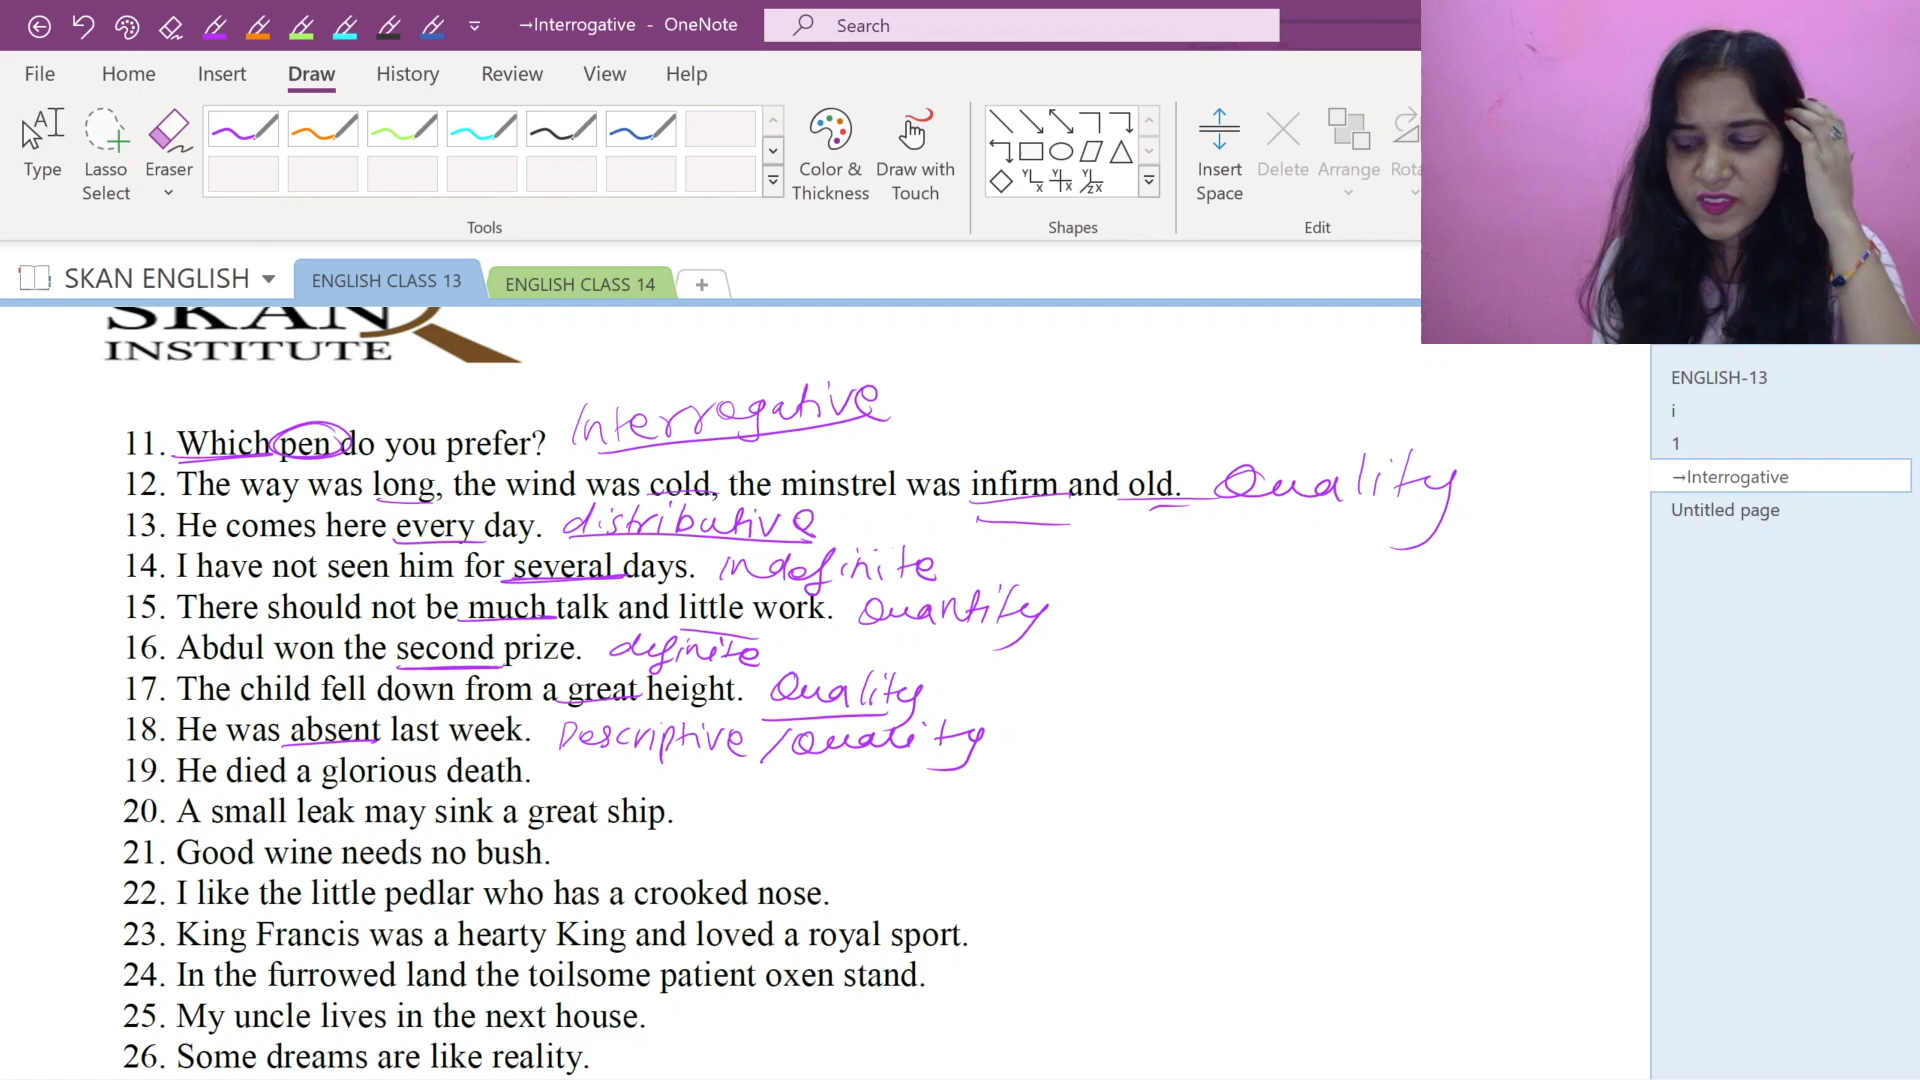 →Interrogative - OneNote
Search
File Home Insert Draw History Review View Help
Type
Lasso Select
Eraser
Color & Thickness
Draw with Touch
Insert Space
Delete
Arrange
Rota
Tools
Shapes
Edit
SKAN ENGLISH
ENGLISH CLASS 13
ENGLISH CLASS 14
SKAN
INSTITUTE
11. Which pen do you prefer? Interrogative
12. The way was long, the wind was cold, the minstrel was infirm and old. Quality
13. He comes here every day. distributive
14. I have not seen him for several days. Indefinite
15. There should not be much talk and little work. Quantity
16. Abdul won the second prize. definite
17. The child fell down from a great height. Quality
18. He was absent last week. Descriptive / Quality
19. He died a glorious death.
20. A small leak may sink a great ship.
21. Good wine needs no bush.
22. I like the little pedlar who has a crooked nose.
23. King Francis was a hearty King and loved a royal sport.
24. In the furrowed land the toilsome patient oxen stand.
25. My uncle lives in the next house.
26. Some dreams are like reality.
ENGLISH-13
i
1
→Interrogative
Untitled page